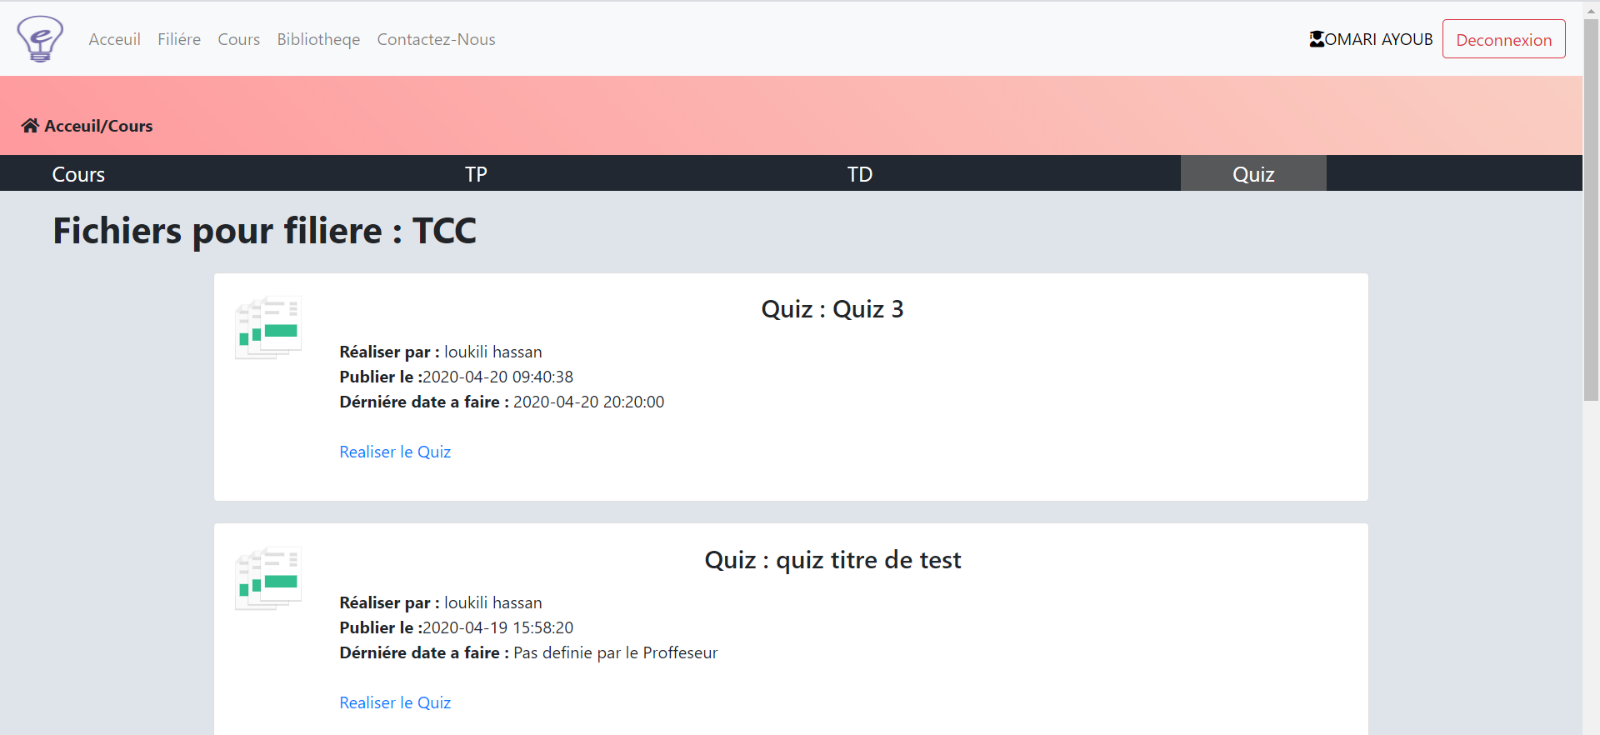 Acceuil Filiére Cours Bibliotheqe Contactez-Nous OMARI AYOUB Deconnexion
Acceuil/Cours
Cours TP TD Quiz
Fichiers pour filiere : TCC
Quiz : Quiz 3
Réaliser par : loukili hassan
Publier le :2020-04-20 09:40:38
Dérniére date a faire : 2020-04-20 20:20:00
Realiser le Quiz
Quiz : quiz titre de test
Réaliser par : loukili hassan
Publier le :2020-04-19 15:58:20
Dérniére date a faire : Pas definie par le Proffeseur
Realiser le Quiz